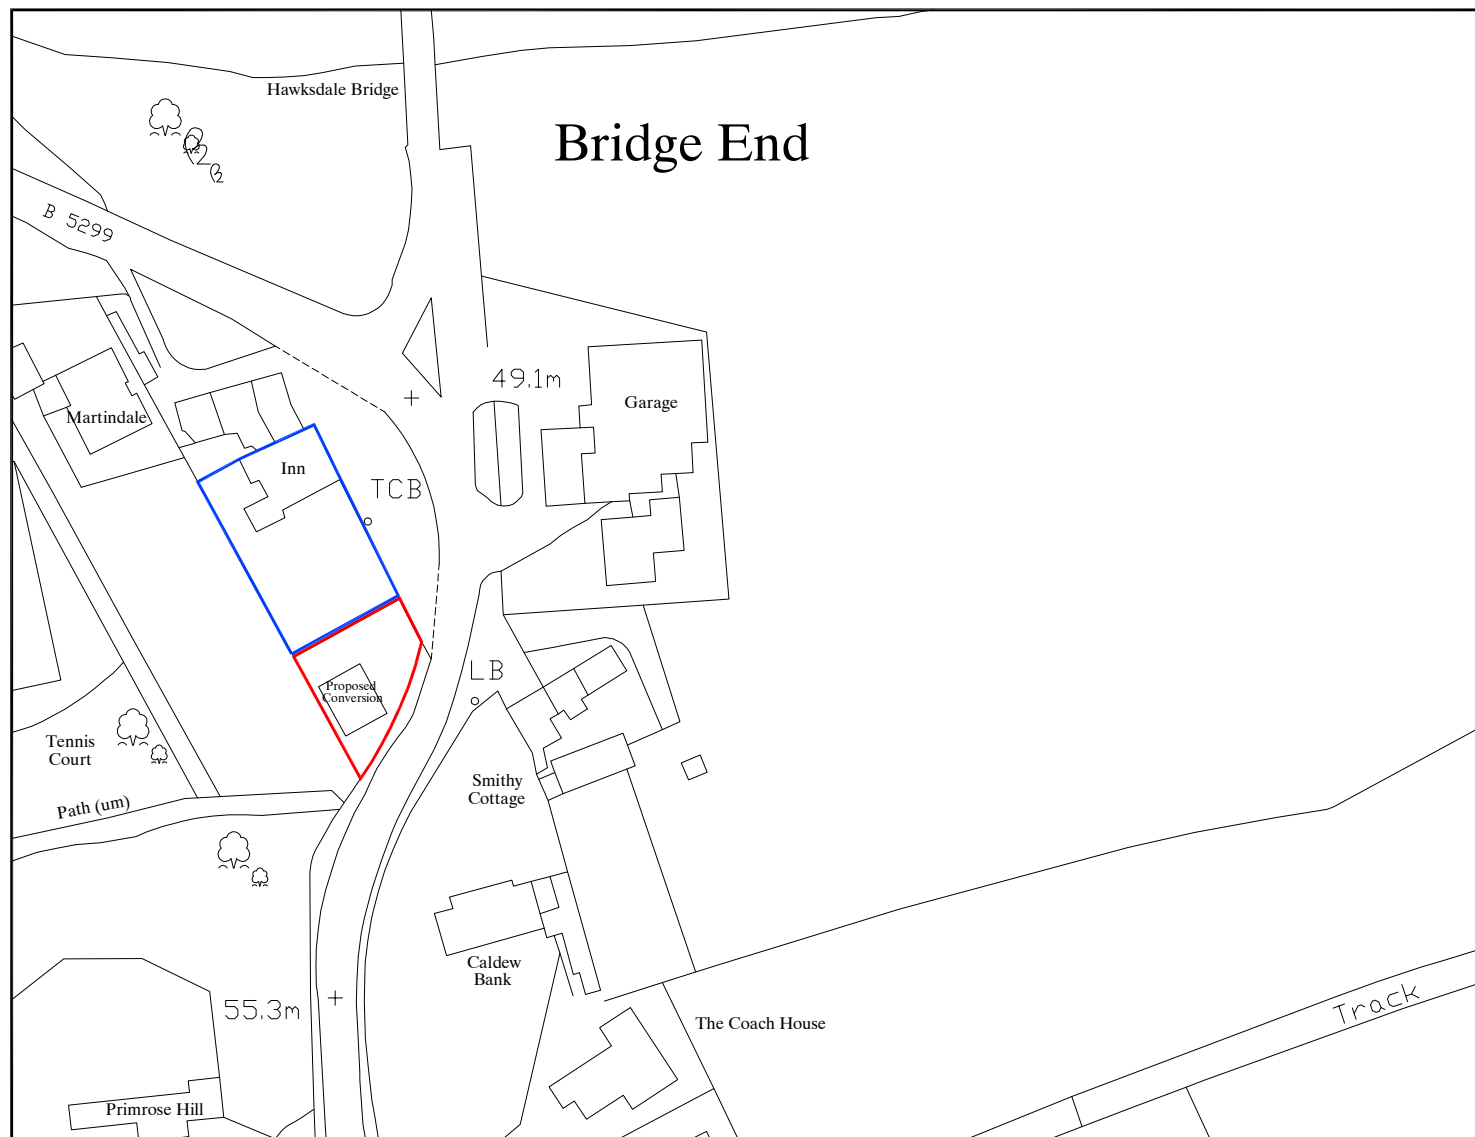 Hawksdale Bridge
Bridge End
B 5299
49.1m
Garage
Martindale
Inn
TCB
LB
Proposed
Conversion
Tennis
Court
Smithy
Cottage
Path (um)
Caldew
Bank
55.3m
The Coach House
Track
Primrose Hill